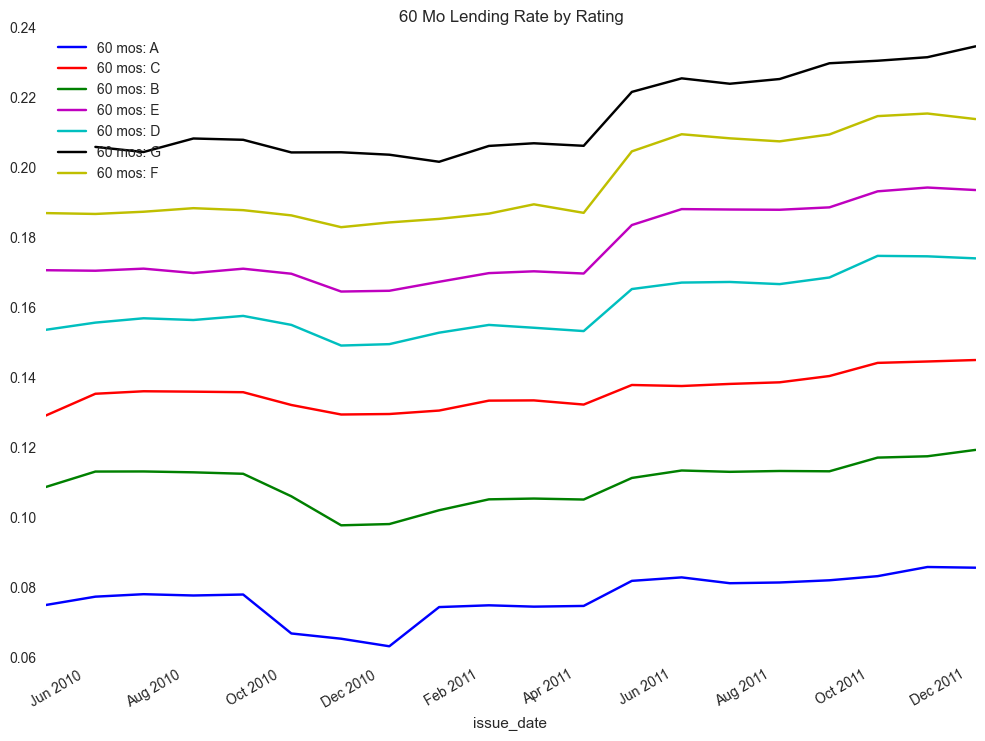 60 Mo Lending Rate by Rating
0.24
0.22
0.20
0.18
0.16
0.14
0.12
0.10
0.08
0.06
60 mos: A
60 mos: C
60 mos: B
60 mos: E
60 mos: D
60 mos: G
60 mos: F
Jun 2010
Aug 2010
Oct 2010
Dec 2010
Feb 2011
Apr 2011
Jun 2011
Aug 2011
Oct 2011
Dec 2011
issue_date